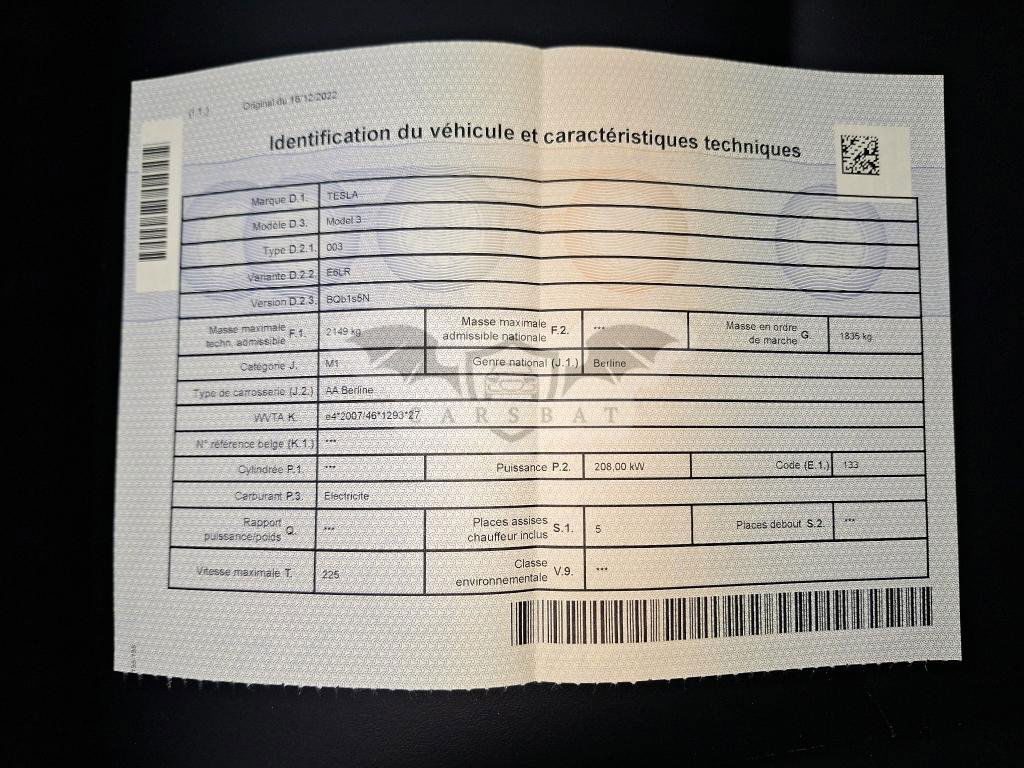 (I.1.) Original du 16/12/2022
Identification du véhicule et caractéristiques techniques
Marque D.1. TESLA
Modèle D.3. Model 3
Type D.2.1. 003
Variante D.2.2. E6LR
Version D.2.3. BQb1s5N
Masse maximale techn. admissible F.1. 2149 kg Masse maximale admissible nationale F.2. *** Masse en ordre de marche G. 1835 kg
Catégorie J. M1 Genre national (J.1.) Berline
Type de carrosserie (J.2.) AA Berline
WVTA K. e4*2007/46*1293*27
CARSBAT
N° référence belge (K.1.) ***
Cylindrée P.1. *** Puissance P.2. 208,00 kW Code (E.1.) 133
Carburant P.3. Electricite
Rapport puissance/poids Q. *** Places assises chauffeur inclus S.1. 5 Places debout S.2. ***
Vitesse maximale T. 225 Classe environnementale V.9. ***